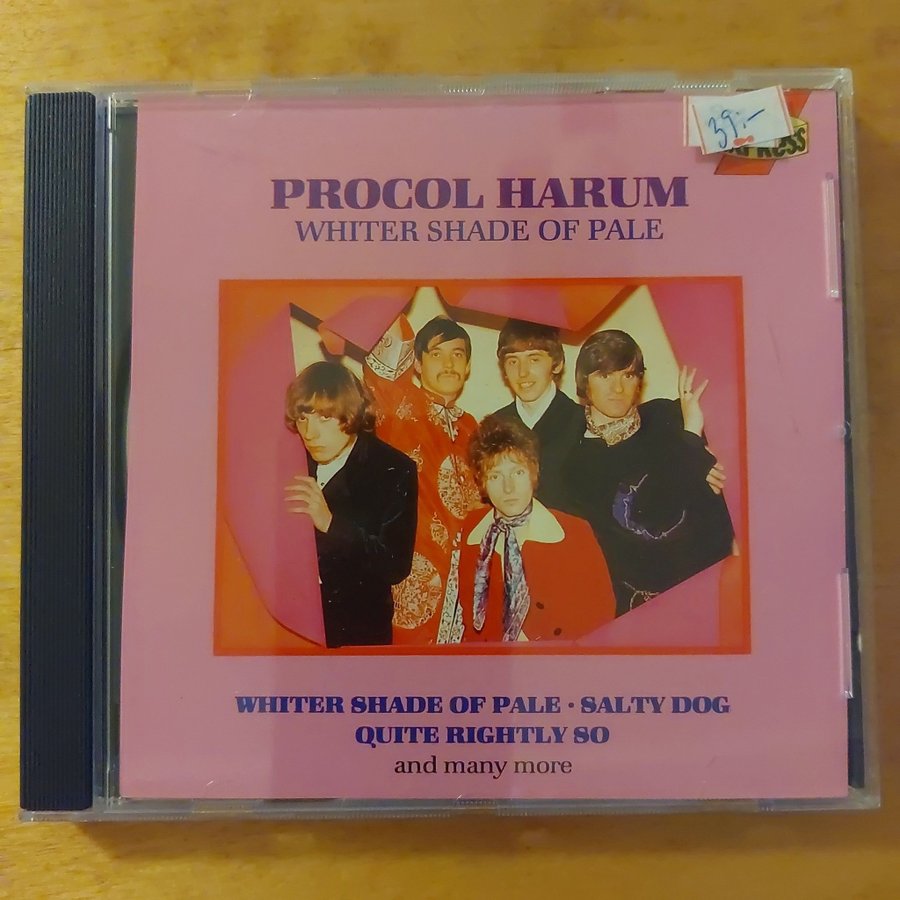 39:-
PROCOL HARUM
WHITER SHADE OF PALE
WHITER SHADE OF PALE · SALTY DOG
QUITE RIGHTLY SO
and many more